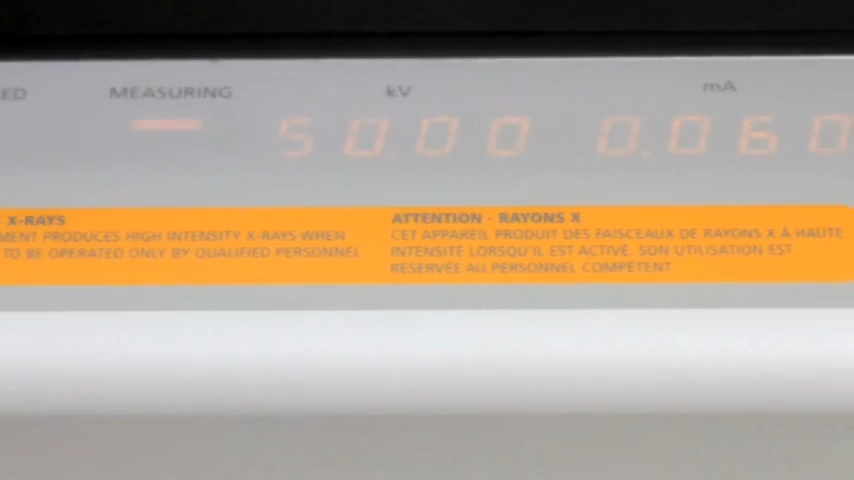 ED MEASURING kV mA
50.00 0.060
X-RAYS
MENT PRODUCES HIGH INTENSITY X-RAYS WHEN
TO BE OPERATED ONLY BY QUALIFIED PERSONNEL
ATTENTION - RAYONS X
CET APPAREIL PRODUIT DES FAISCEAUX DE RAYONS X À HAUTE
INTENSITÉ LORSQU'IL EST ACTIVÉ. SON UTILISATION EST
RÉSERVÉE AU PERSONNEL COMPÉTENT